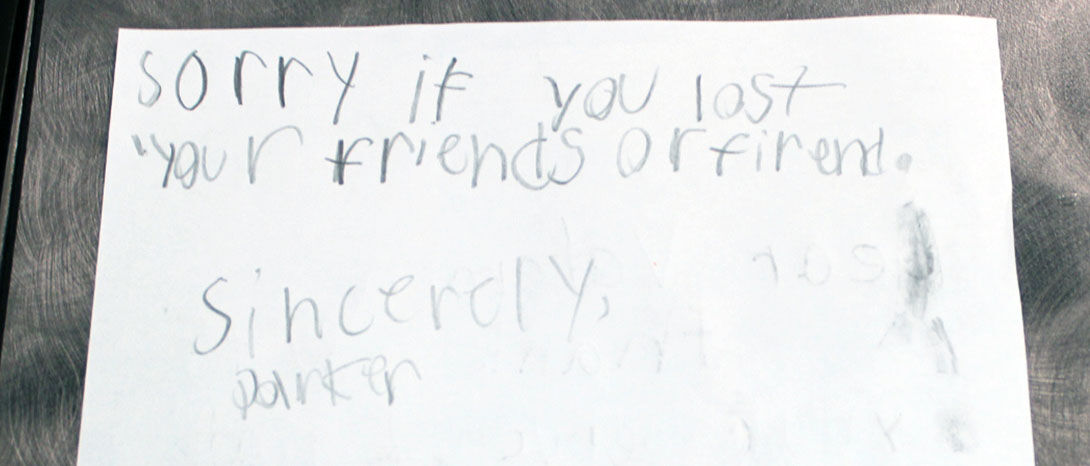 sorry if you lost
your friends or firend.
Sincerely,
parker